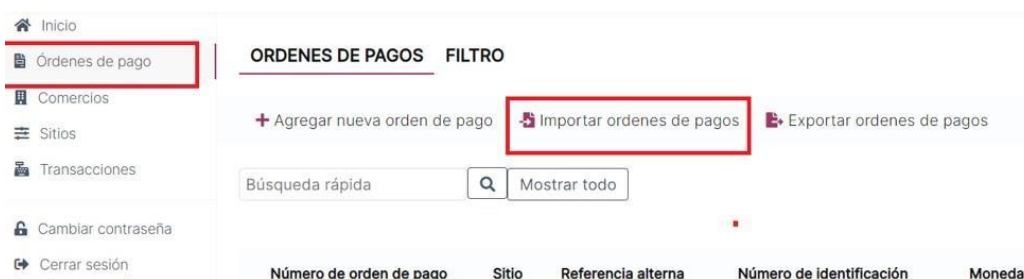 Inicio
Órdenes de pago
Comercios
Sitios
Transacciones
Cambiar contraseña
Cerrar sesión
ORDENES DE PAGOS FILTRO
Agregar nueva orden de pago Importar ordenes de pagos Exportar ordenes de pagos
Búsqueda rápida Mostrar todo
Número de orden de pago Sitio Referencia alterna Número de identificación Moneda